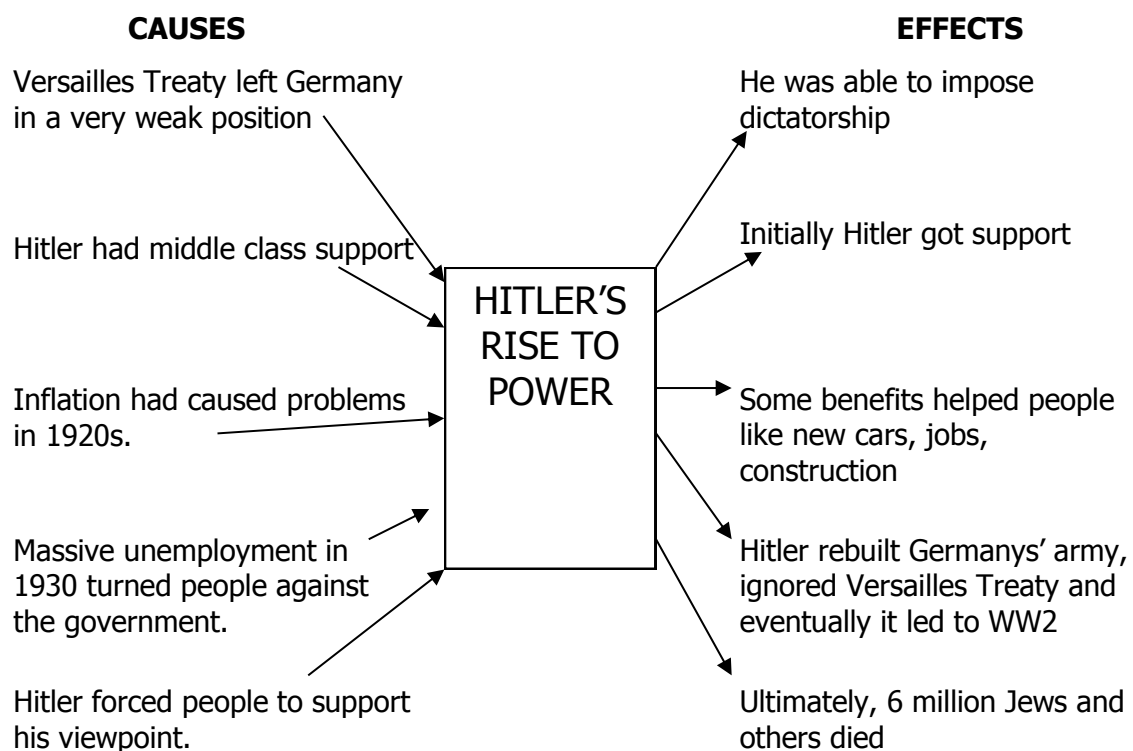 CAUSES
Versailles Treaty left Germany
in a very weak position
Hitler had middle class support
Inflation had caused problems
in 1920s.
Massive unemployment in
1930 turned people against
the government.
Hitler forced people to support
his viewpoint.
HITLER’S
RISE TO
POWER
EFFECTS
He was able to impose
dictatorship
Initially Hitler got support
Some benefits helped people
like new cars, jobs,
construction
Hitler rebuilt Germanys’ army,
ignored Versailles Treaty and
eventually it led to WW2
Ultimately, 6 million Jews and
others died